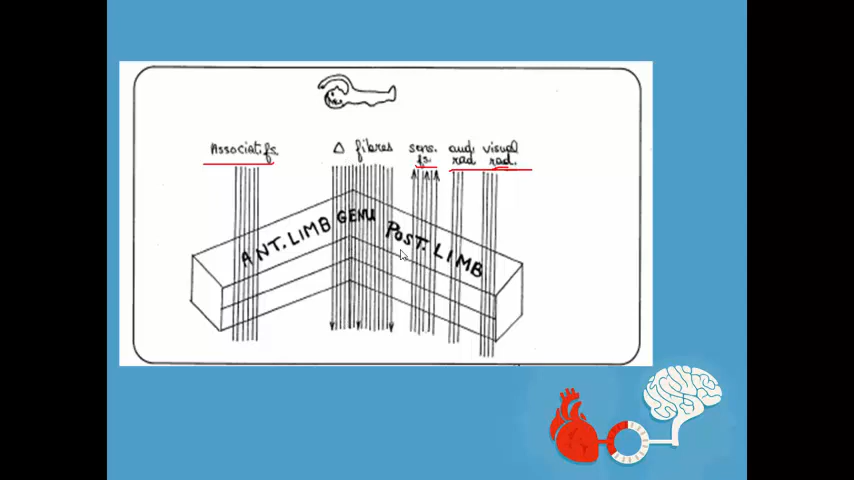 Associat. fs.
Δ fibres
sens.
fs.
aud.
rad
visual
rad.
ANT. LIMB
GENU
POST. LIMB